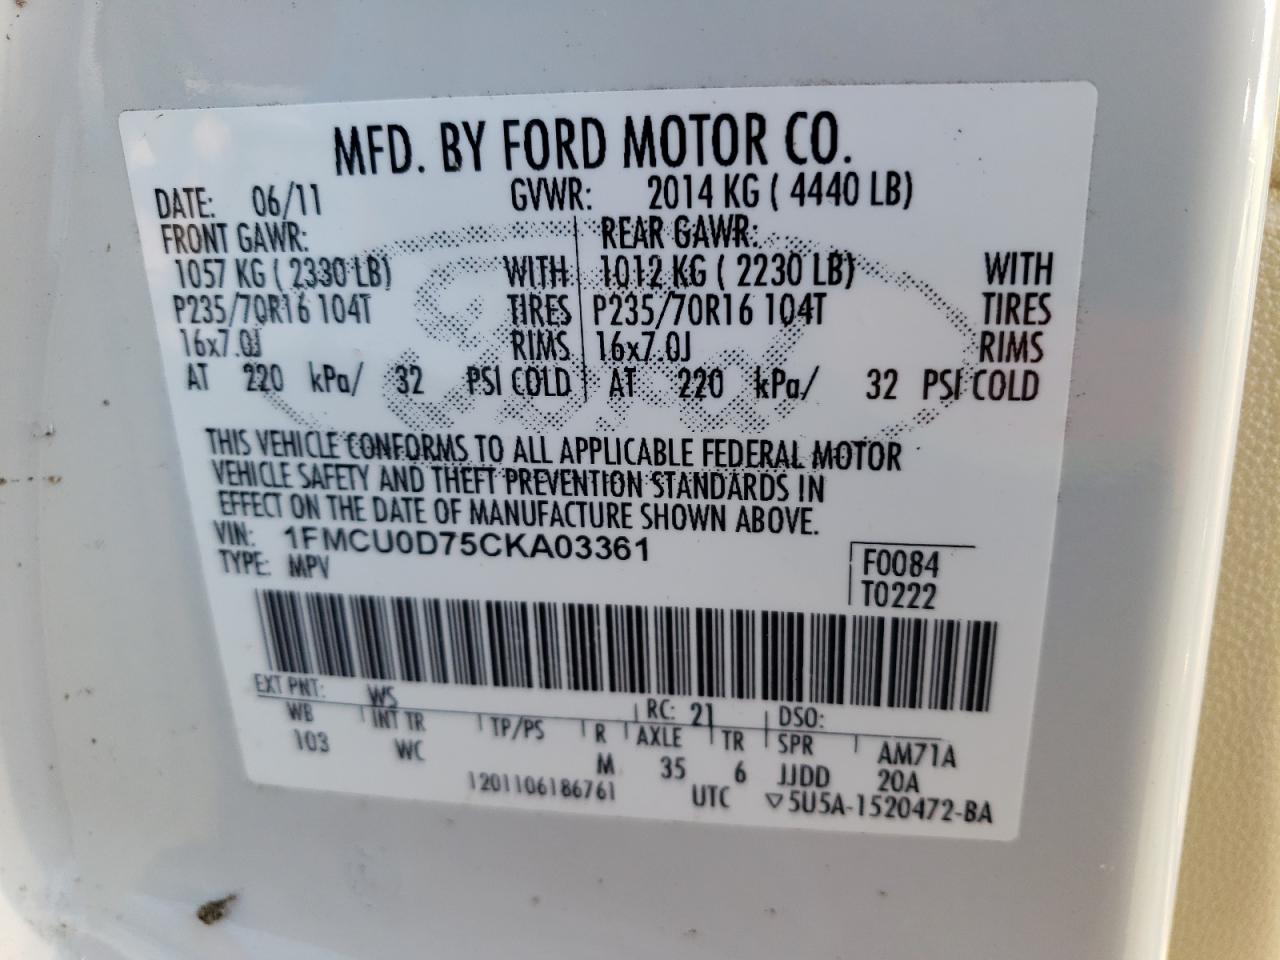 MFD. BY FORD MOTOR CO.
DATE: 06/11 GVWR: 2014 KG ( 4440 LB)
FRONT GAWR: REAR GAWR:
1057 KG ( 2330 LB) WITH 1012 KG ( 2230 LB) WITH
P235/70R16 104T TIRES P235/70R16 104T TIRES
16x7.0J RIMS 16x7.0J RIMS
AT 220 kPa/ 32 PSI COLD AT 220 kPa/ 32 PSI COLD
Ford
THIS VEHICLE CONFORMS TO ALL APPLICABLE FEDERAL MOTOR
VEHICLE SAFETY AND THEFT PREVENTION STANDARDS IN
EFFECT ON THE DATE OF MANUFACTURE SHOWN ABOVE.
VIN: 1FMCU0D75CKA03361
TYPE: MPV F0084
T0222
EXT PNT: WS RC: 21 DSO:
WB INT TR TP/PS R AXLE TR SPR AM71A
103 WC M 35 6 JJDD 20A
1201106186761 UTC ▽5U5A-1520472-BA